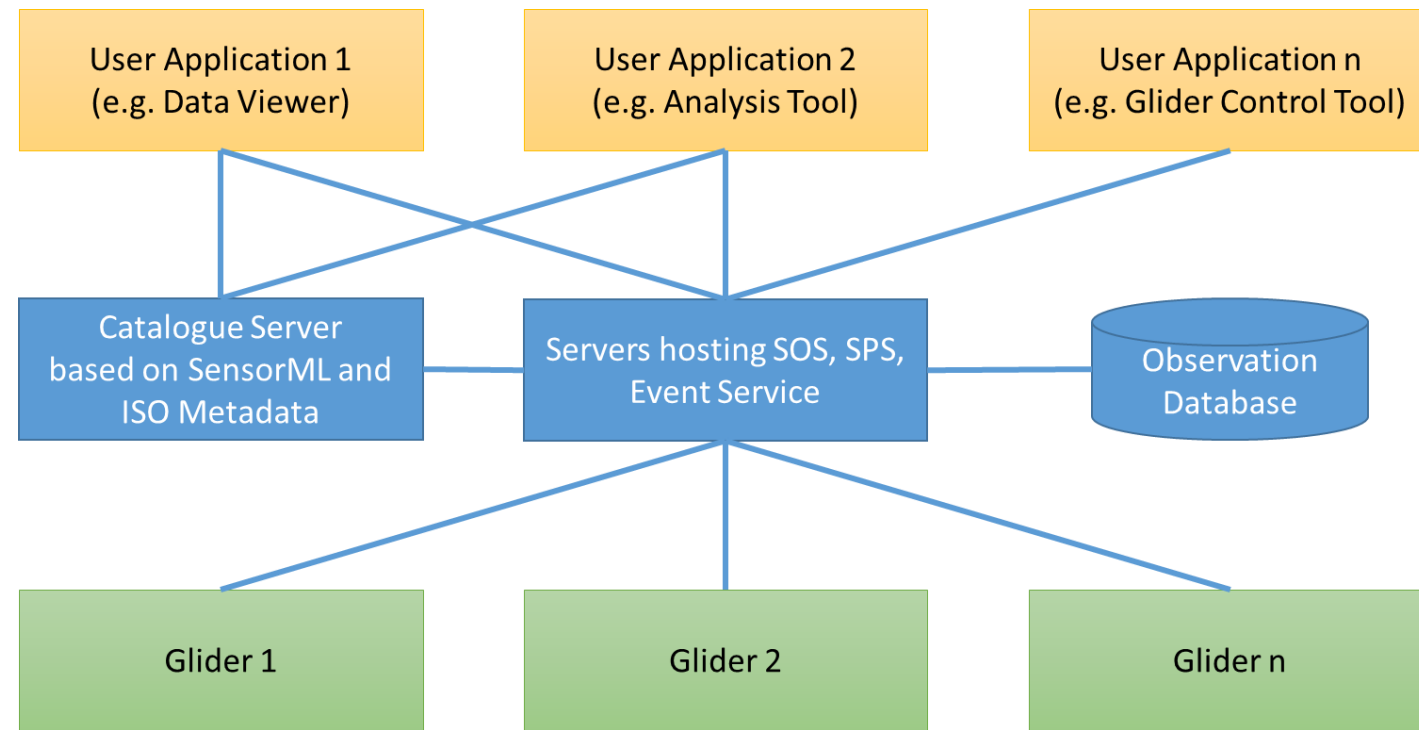 User Application 1
(e.g. Data Viewer)
User Application 2
(e.g. Analysis Tool)
User Application n
(e.g. Glider Control Tool)
Catalogue Server
based on SensorML and
ISO Metadata
Servers hosting SOS, SPS,
Event Service
Observation
Database
Glider 1
Glider 2
Glider n